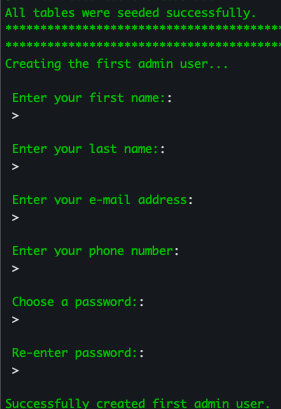 All tables were seeded successfully.
****************************************
****************************************
Creating the first admin user...
Enter your first name::
>
Enter your last name::
>
Enter your e-mail address:
>
Enter your phone number:
>
Choose a password::
>
Re-enter password::
>
Successfully created first admin user.